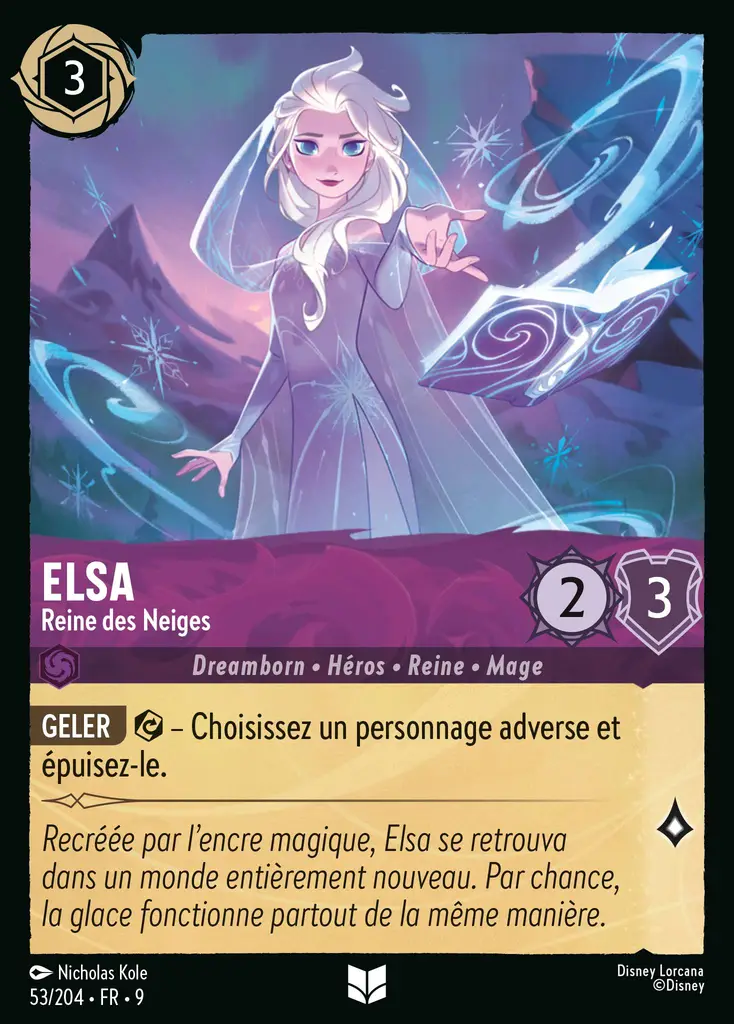 3
ELSA
Reine des Neiges
2
3
Dreamborn • Héros • Reine • Mage
GELER – Choisissez un personnage adverse et
épuisez-le.
Recréée par l’encre magique, Elsa se retrouva
dans un monde entièrement nouveau. Par chance,
la glace fonctionne partout de la même manière.
Nicholas Kole
53/204 • FR • 9
Disney Lorcana
©Disney